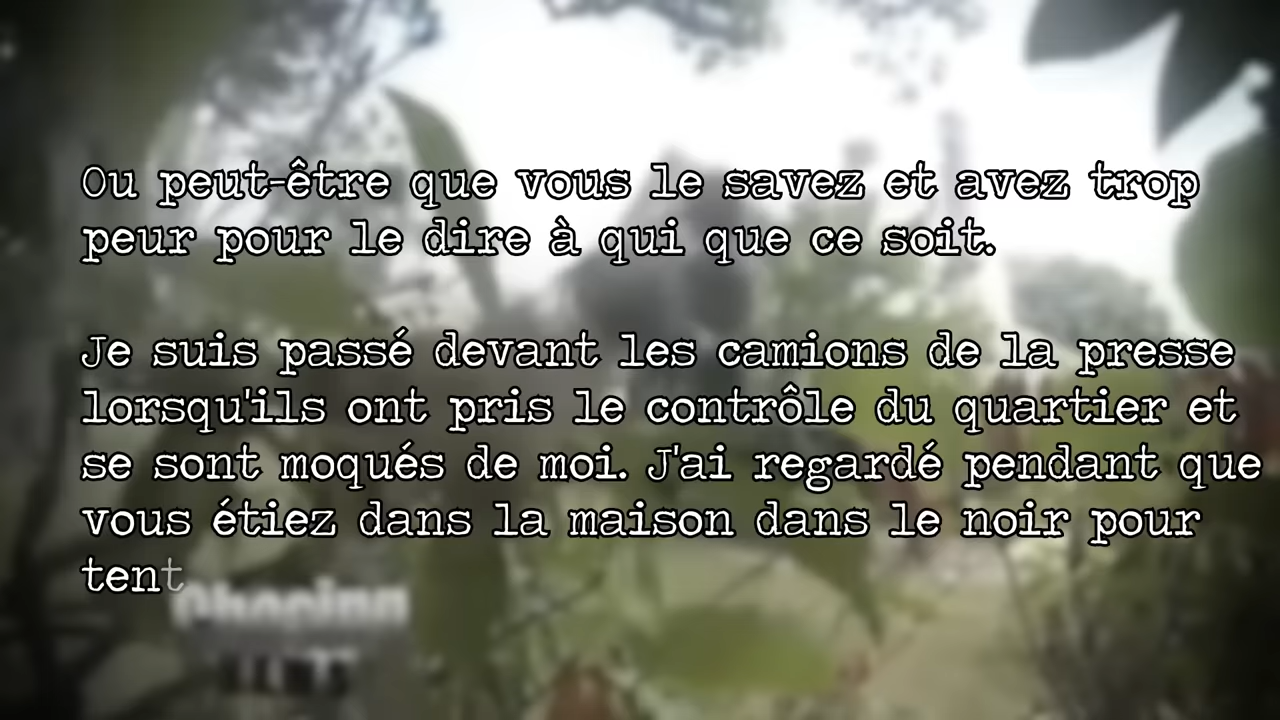 Ou peut-être que vous le savez et avez trop
peur pour le dire à qui que ce soit.
Je suis passé devant les camions de la presse
lorsqu'ils ont pris le contrôle du quartier et
se sont moqués de moi. J'ai regardé pendant que
vous étiez dans la maison dans le noir pour
tent